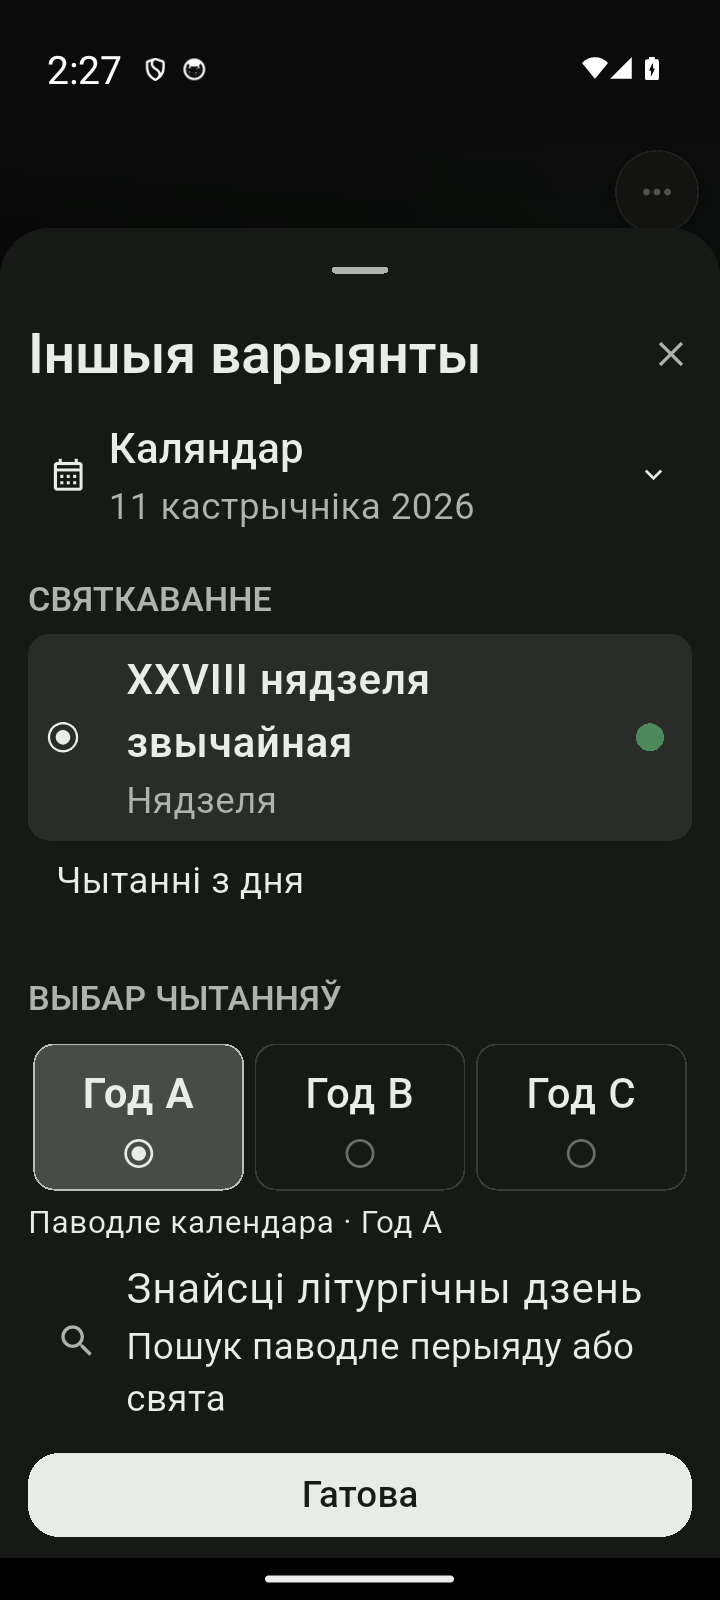 2:27
Іншыя варыянты
Каляндар
11 кастрычніка 2026
СВЯТКАВАННЕ
XXVIII нядзеля
звычайная
Нядзеля
Чытанні з дня
ВЫБАР ЧЫТАННЯЎ
Год A
Год B
Год C
Паводле календара · Год A
Знайсці літургічны дзень
Пошук паводле перыяду або
свята
Гатова